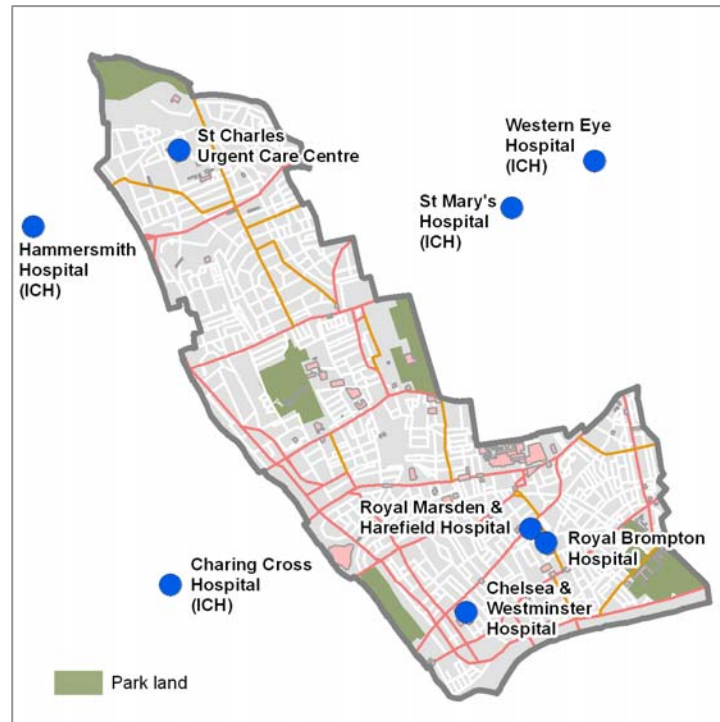 St Charles
Urgent Care Centre
Western Eye
Hospital
(ICH)
St Mary's
Hospital
(ICH)
Hammersmith
Hospital
(ICH)
Royal Marsden &
Harefield Hospital
Royal Brompton
Hospital
Charing Cross
Hospital
(ICH)
Chelsea &
Westminster
Hospital
Park land